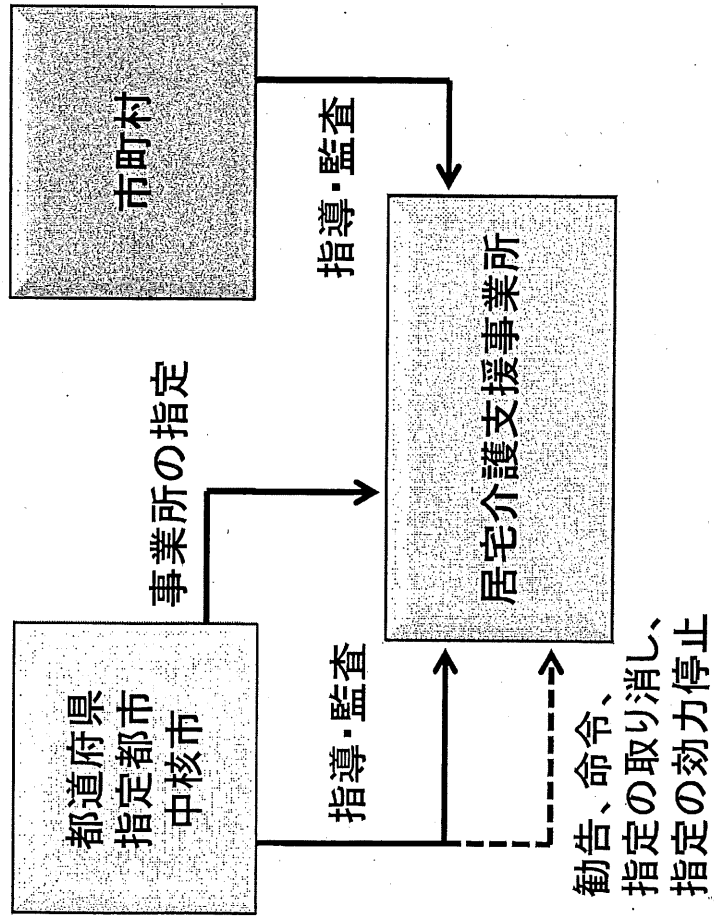 都道府県
指定都市
中核市
事業所の指定
市町村
指導・監査
指導・監査
居宅介護支援事業所
勧告、命令、
指定の取り消し、
指定の効力停止